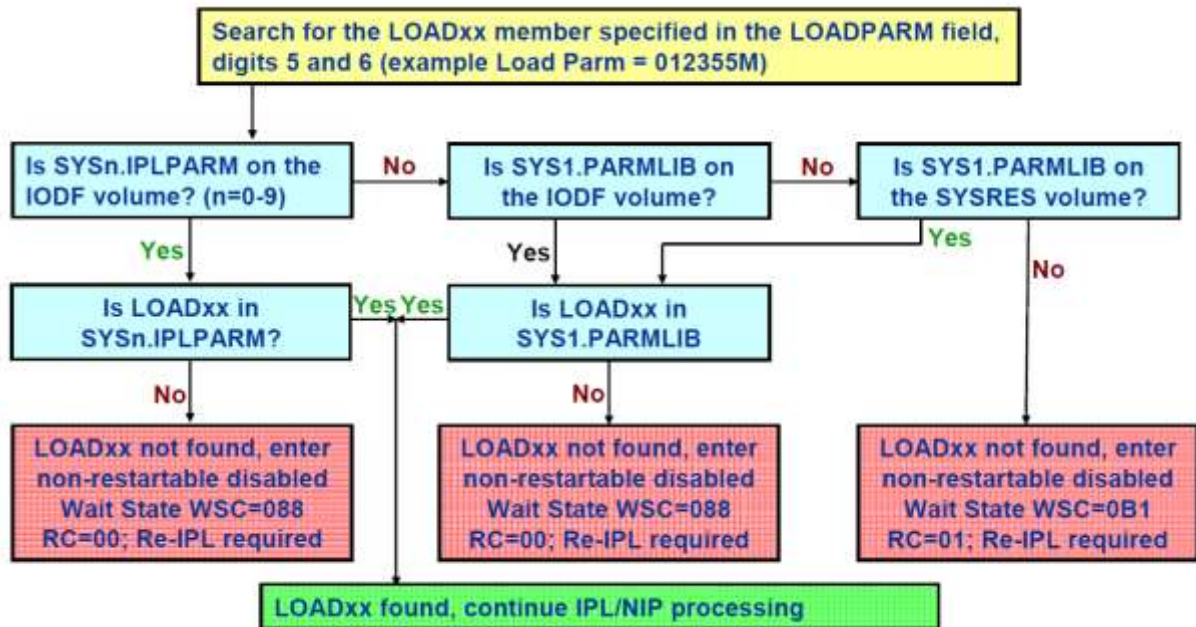 Search for the LOADxx member specified in the LOADPARM field,
digits 5 and 6 (example Load Parm = 012355M)
Is SYSn.IPLPARM on the
IODF volume? (n=0-9)
No
Is SYS1.PARMLIB on
the IODF volume?
No
Is SYS1.PARMLIB on
the SYSRES volume?
Yes
Yes
Yes
No
Is LOADxx in
SYSn.IPLPARM?
Yes
Yes
Is LOADxx in
SYS1.PARMLIB
No
No
LOADxx not found, enter
non-restartable disabled
Wait State WSC=088
RC=00; Re-IPL required
LOADxx not found, enter
non-restartable disabled
Wait State WSC=088
RC=00; Re-IPL required
LOADxx not found, enter
non-restartable disabled
Wait State WSC=0B1
RC=01; Re-IPL required
LOADxx found, continue IPL/NIP processing